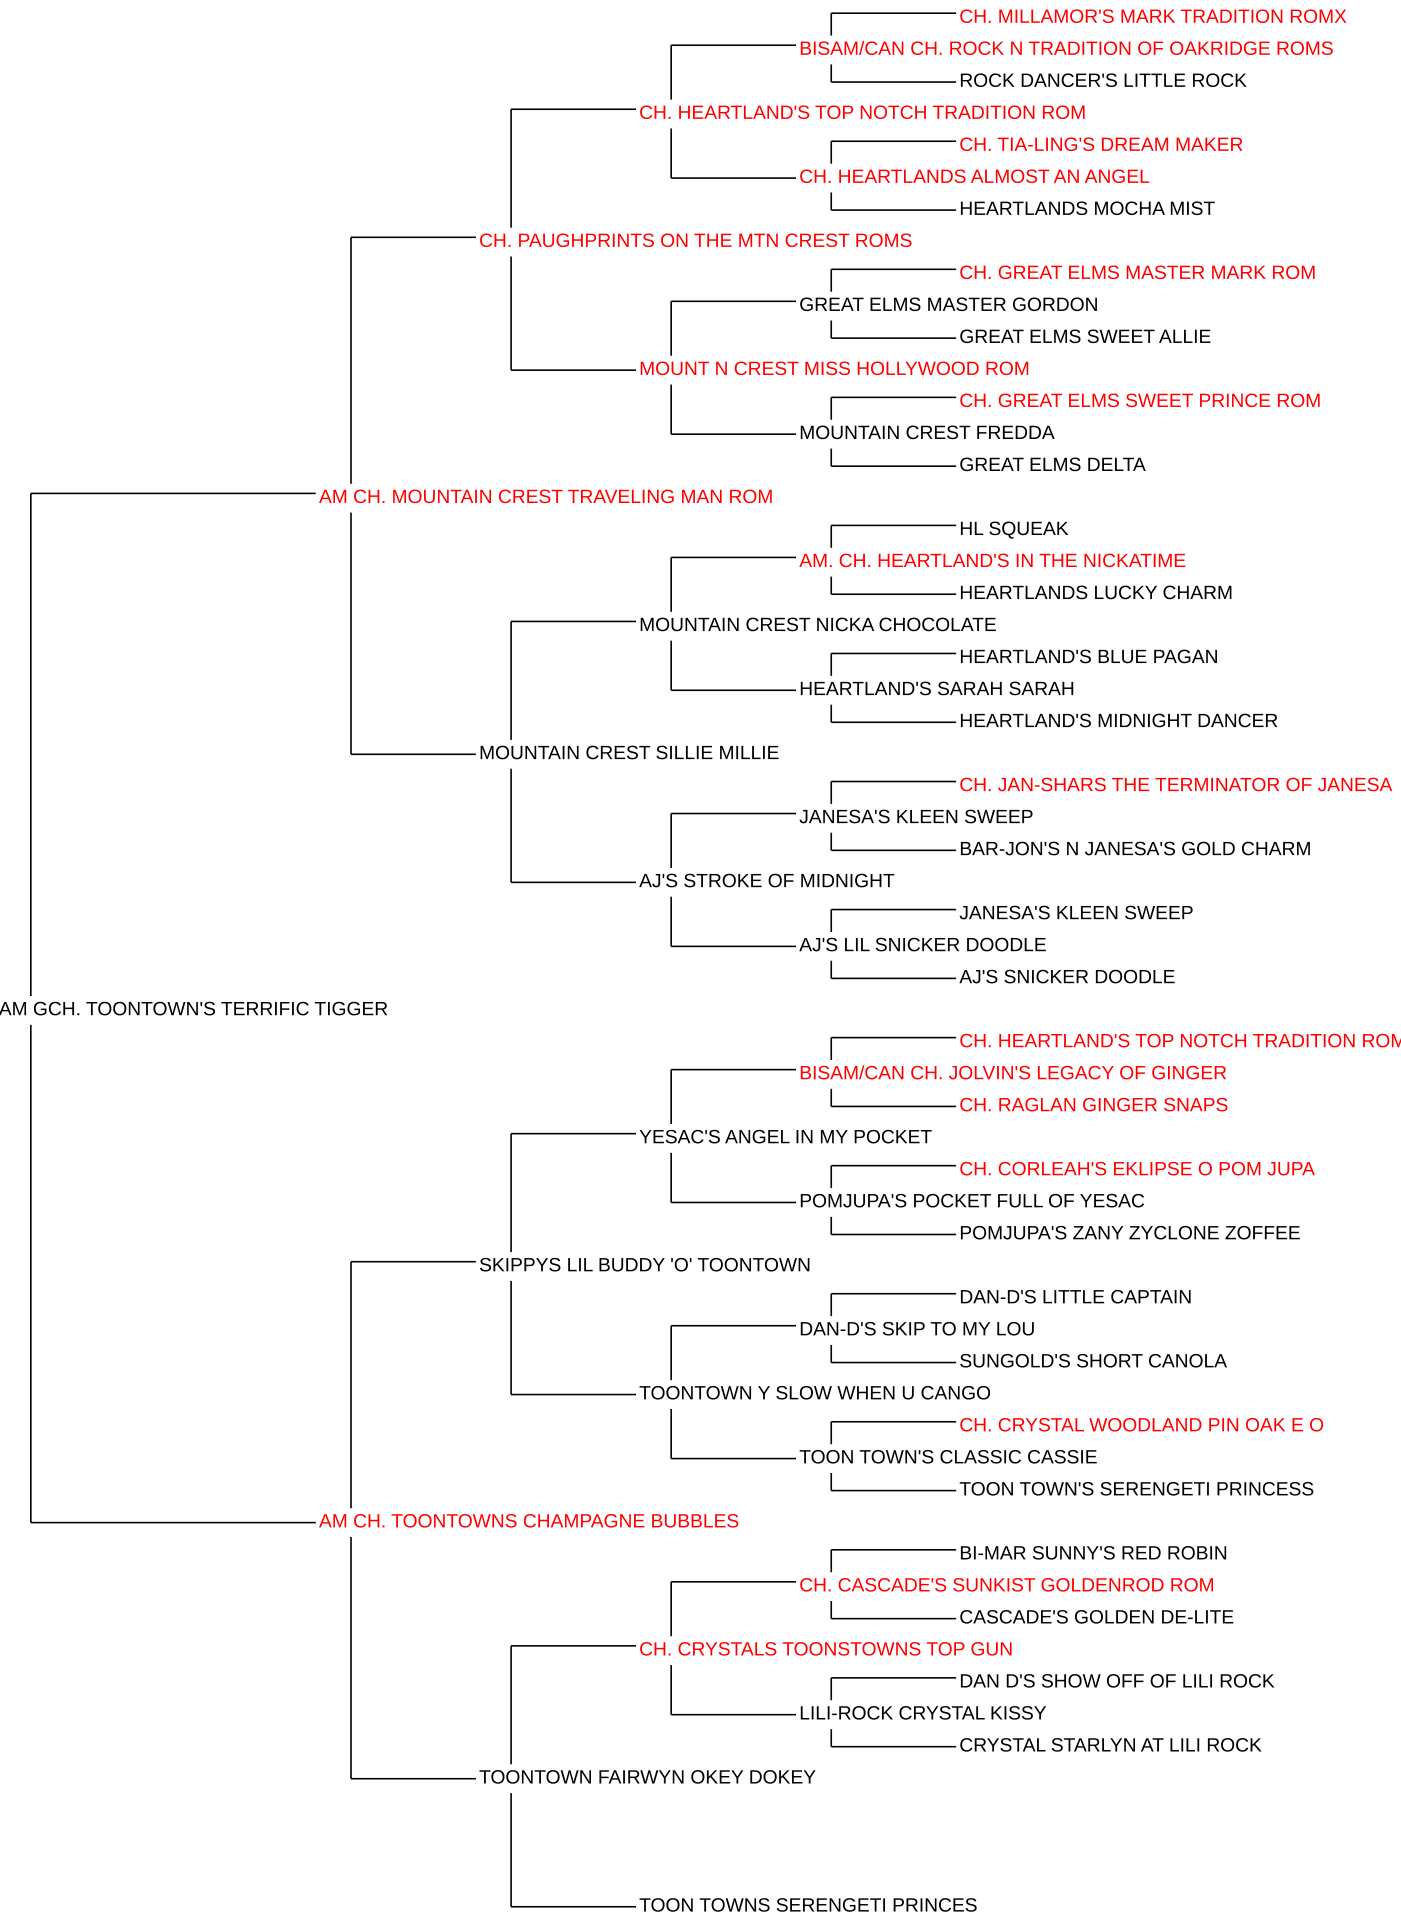 CH. MILLAMOR'S MARK TRADITION ROMX
BISAM/CAN CH. ROCK N TRADITION OF OAKRIDGE ROMS
ROCK DANCER'S LITTLE ROCK
CH. HEARTLAND'S TOP NOTCH TRADITION ROM
CH. TIA-LING'S DREAM MAKER
CH. HEARTLANDS ALMOST AN ANGEL
HEARTLANDS MOCHA MIST
CH. PAUGHPRINTS ON THE MTN CREST ROMS
CH. GREAT ELMS MASTER MARK ROM
GREAT ELMS MASTER GORDON
GREAT ELMS SWEET ALLIE
MOUNT N CREST MISS HOLLYWOOD ROM
CH. GREAT ELMS SWEET PRINCE ROM
MOUNTAIN CREST FREDDA
GREAT ELMS DELTA
AM CH. MOUNTAIN CREST TRAVELING MAN ROM
HL SQUEAK
AM. CH. HEARTLAND'S IN THE NICKATIME
HEARTLANDS LUCKY CHARM
MOUNTAIN CREST NICKA CHOCOLATE
HEARTLAND'S BLUE PAGAN
HEARTLAND'S SARAH SARAH
HEARTLAND'S MIDNIGHT DANCER
MOUNTAIN CREST SILLIE MILLIE
CH. JAN-SHARS THE TERMINATOR OF JANESA
JANESA'S KLEEN SWEEP
BAR-JON'S N JANESA'S GOLD CHARM
AJ'S STROKE OF MIDNIGHT
JANESA'S KLEEN SWEEP
AJ'S LIL SNICKER DOODLE
AJ'S SNICKER DOODLE
AM GCH. TOONTOWN'S TERRIFIC TIGGER
CH. HEARTLAND'S TOP NOTCH TRADITION ROM
BISAM/CAN CH. JOLVIN'S LEGACY OF GINGER
CH. RAGLAN GINGER SNAPS
YESAC'S ANGEL IN MY POCKET
CH. CORLEAH'S EKLIPSE O POM JUPA
POMJUPA'S POCKET FULL OF YESAC
POMJUPA'S ZANY ZYCLONE ZOFFEE
SKIPPYS LIL BUDDY 'O' TOONTOWN
DAN-D'S LITTLE CAPTAIN
DAN-D'S SKIP TO MY LOU
SUNGOLD'S SHORT CANOLA
TOONTOWN Y SLOW WHEN U CANGO
CH. CRYSTAL WOODLAND PIN OAK E O
TOON TOWN'S CLASSIC CASSIE
TOON TOWN'S SERENGETI PRINCESS
AM CH. TOONTOWNS CHAMPAGNE BUBBLES
BI-MAR SUNNY'S RED ROBIN
CH. CASCADE'S SUNKIST GOLDENROD ROM
CASCADE'S GOLDEN DE-LITE
CH. CRYSTALS TOONSTOWNS TOP GUN
DAN D'S SHOW OFF OF LILI ROCK
LILI-ROCK CRYSTAL KISSY
CRYSTAL STARLYN AT LILI ROCK
TOONTOWN FAIRWYN OKEY DOKEY
TOON TOWNS SERENGETI PRINCES